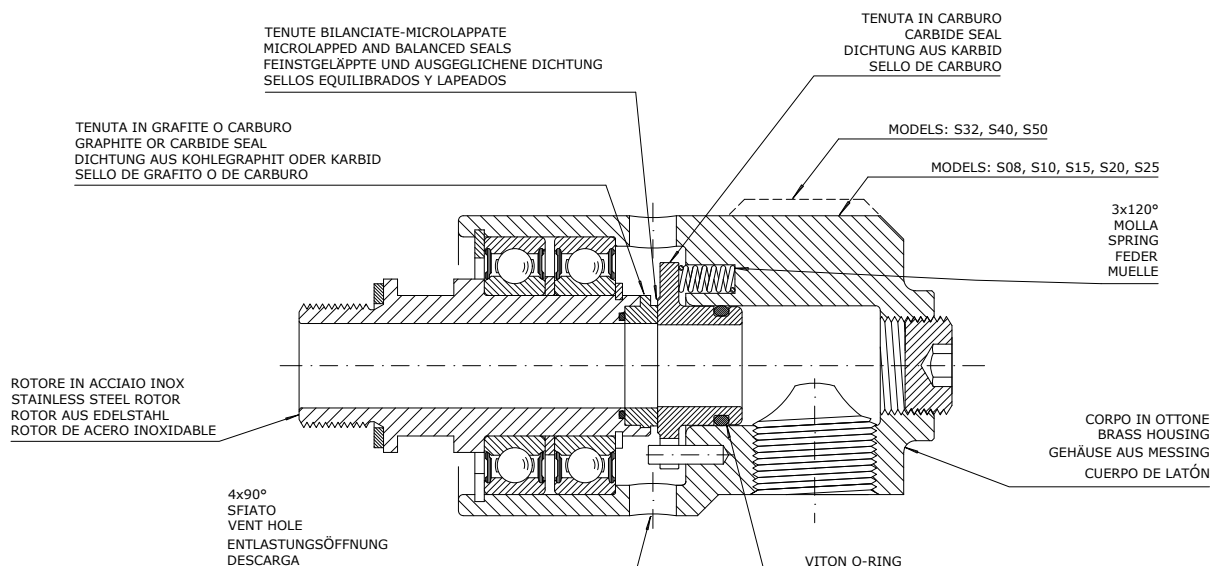 TENUTE BILANCIATE-MICROLAPPATE
MICROLAPPED AND BALANCED SEALS
FEINSTGELÄPPTE UND AUSGEGLICHENE DICHTUNG
SELLOS EQUILIBRADOS Y LAPEADOS
TENUTA IN CARBURO
CARBIDE SEAL
DICHTUNG AUS KARBID
SELLO DE CARBURO
TENUTA IN GRAFITE O CARBURO
GRAPHITE OR CARBIDE SEAL
DICHTUNG AUS KOHLEGRAPHIT ODER KARBID
SELLO DE GRAFITO O DE CARBURO
MODELS: S32, S40, S50
MODELS: S08, S10, S15, S20, S25
3x120°
MOLLA
SPRING
FEDER
MUELLE
ROTORE IN ACCIAIO INOX
STAINLESS STEEL ROTOR
ROTOR AUS EDELSTAHL
ROTOR DE ACERO INOXIDABLE
CORPO IN OTTONE
BRASS HOUSING
GEHÄUSE AUS MESSING
CUERPO DE LATÓN
4x90°
SFIATO
VENT HOLE
ENTLASTUNGSÖFFNUNG
DESCARGA
VITON O-RING